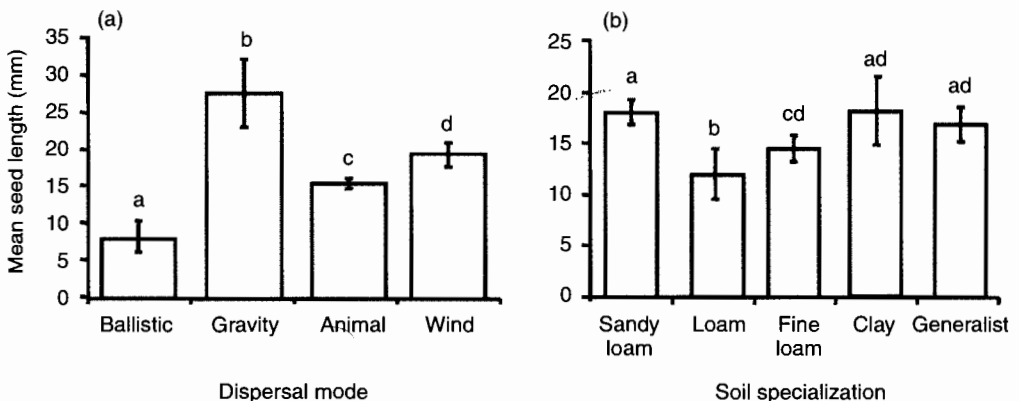 (a)
Mean seed length (mm)
35
30
25
20
15
10
5
0
a
b
c
d
Ballistic Gravity Animal Wind
Dispersal mode
(b)
25
20
15
10
5
0
a
b
cd
ad
ad
Sandy loam
Loam
Fine loam
Clay
Generalist
Soil specialization